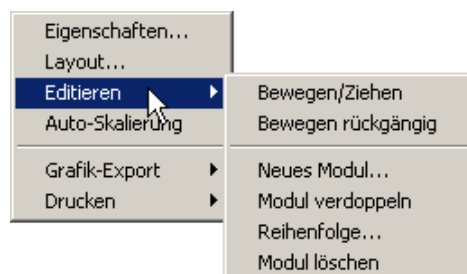 Eigenschaften...
Layout...
Editieren
Auto-Skalierung
Grafik-Export
Drucken
Bewegen/Ziehen
Bewegen rückgängig
Neues Modul...
Modul verdoppeln
Reihenfolge...
Modul löschen